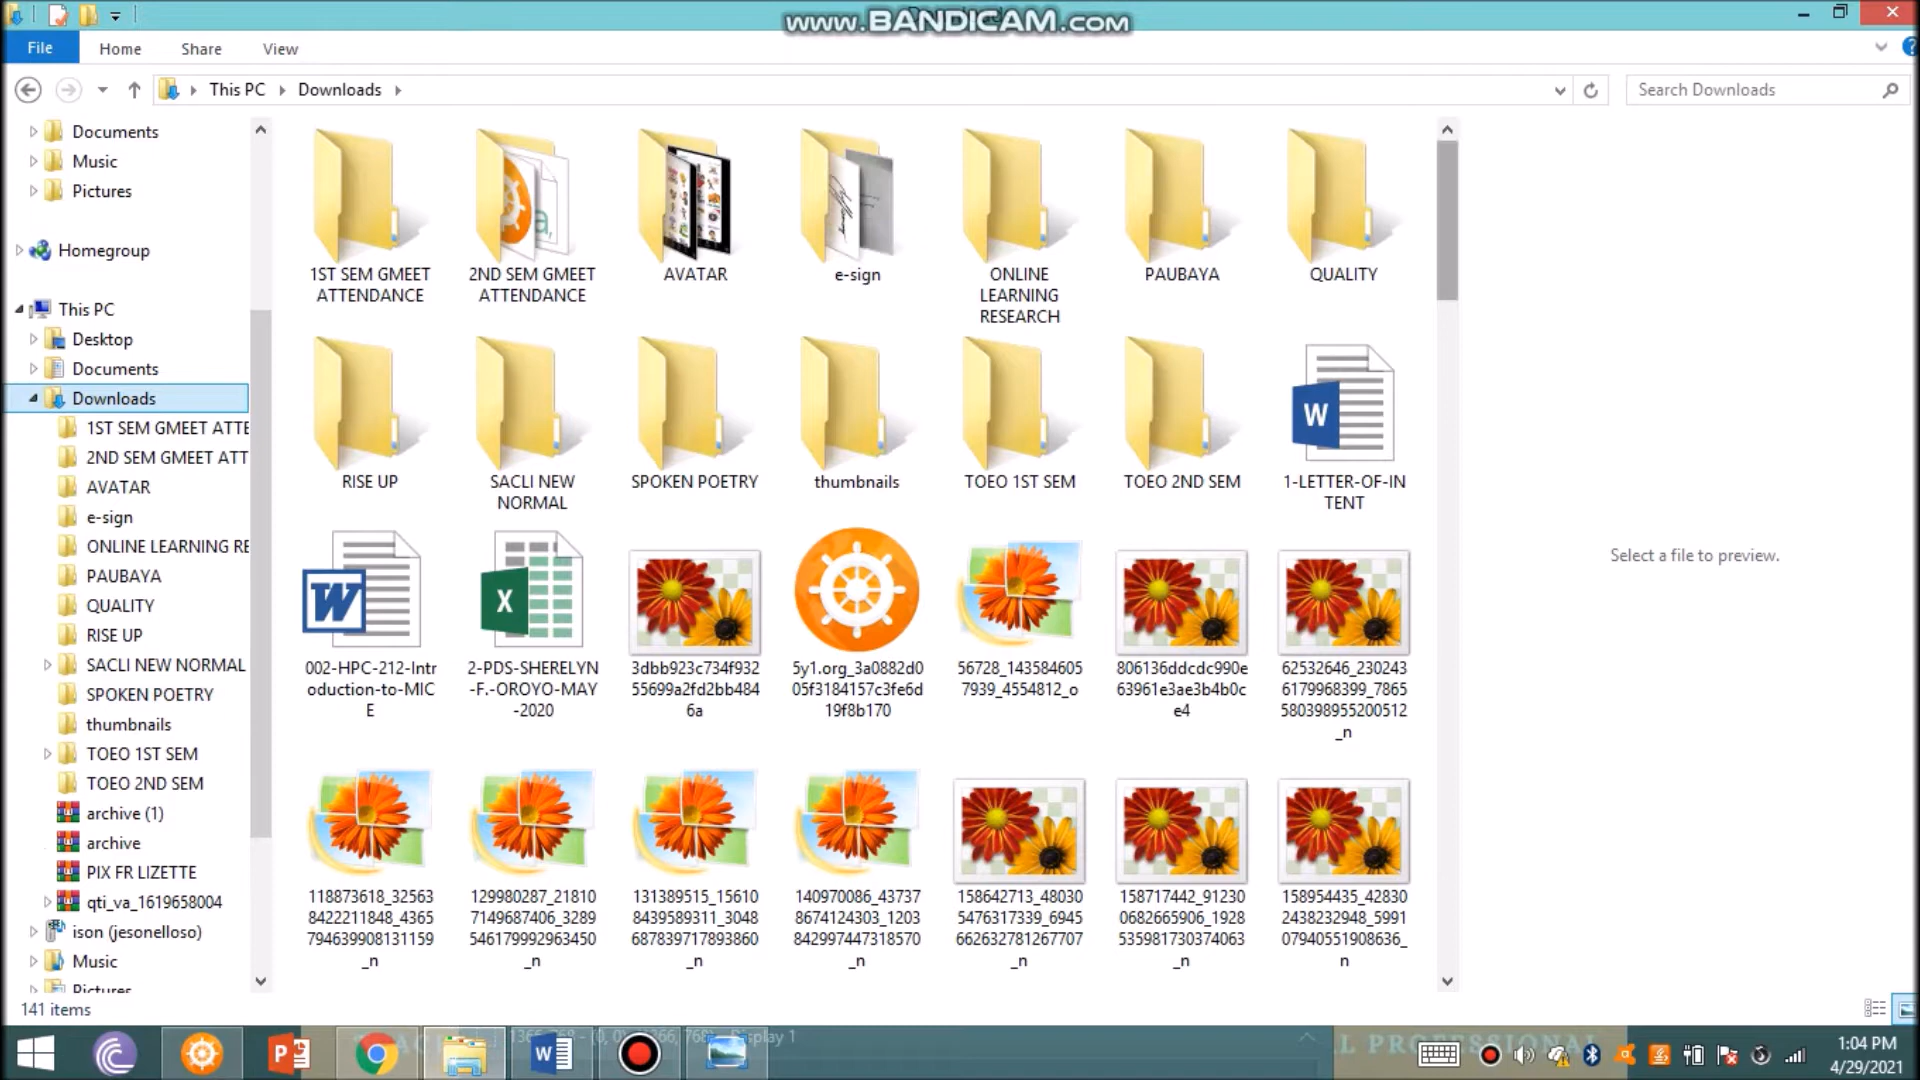 www.BANDICAM.com
File
Home
Share
View
This PC
Downloads
Search Downloads
Documents
Music
Pictures
Homegroup
This PC
Desktop
Documents
Downloads
1ST SEM GMEET ATTE
2ND SEM GMEET ATT
AVATAR
e-sign
ONLINE LEARNING RE
PAUBAYA
QUALITY
RISE UP
SACLI NEW NORMAL
SPOKEN POETRY
thumbnails
TOEO 1ST SEM
TOEO 2ND SEM
archive (1)
archive
PIX FR LIZETTE
qti_va_1619658004
ison (jesonelloso)
Music
Pictures
1ST SEM GMEET
ATTENDANCE
2ND SEM GMEET
ATTENDANCE
AVATAR
e-sign
ONLINE
LEARNING
RESEARCH
PAUBAYA
QUALITY
RISE UP
SACLI NEW
NORMAL
SPOKEN POETRY
thumbnails
TOEO 1ST SEM
TOEO 2ND SEM
1-LETTER-OF-IN
TENT
002-HPC-212-Intr
oduction-to-MIC
E
2-PDS-SHERELYN
-F.-OROYO-MAY
-2020
3dbb923c734f932
55699a2fd2bb484
6a
5y1.org_3a0882d0
05f3184157c3fe6d
19f8b170
56728_143584605
7939_4554812_o
806136ddcdc990e
63961e3ae3b4b0c
e4
62532646_230243
6179968399_7865
580398955200512
_n
118873618_32563
8422211848_4365
794639908131159
_n
129980287_21810
7149687406_3289
546179992963450
_n
131389515_15610
8439589311_3048
687839717893860
_n
140970086_43737
8674124303_1203
842997447318570
_n
158642713_48030
5476317339_6945
662632781267707
_n
158717442_91230
0682665906_1928
535981730374063
_n
158954435_42830
2438232948_5991
07940551908636_
n
Select a file to preview.
141 items
L PROFESSIONAL
1:04 PM
4/29/2021